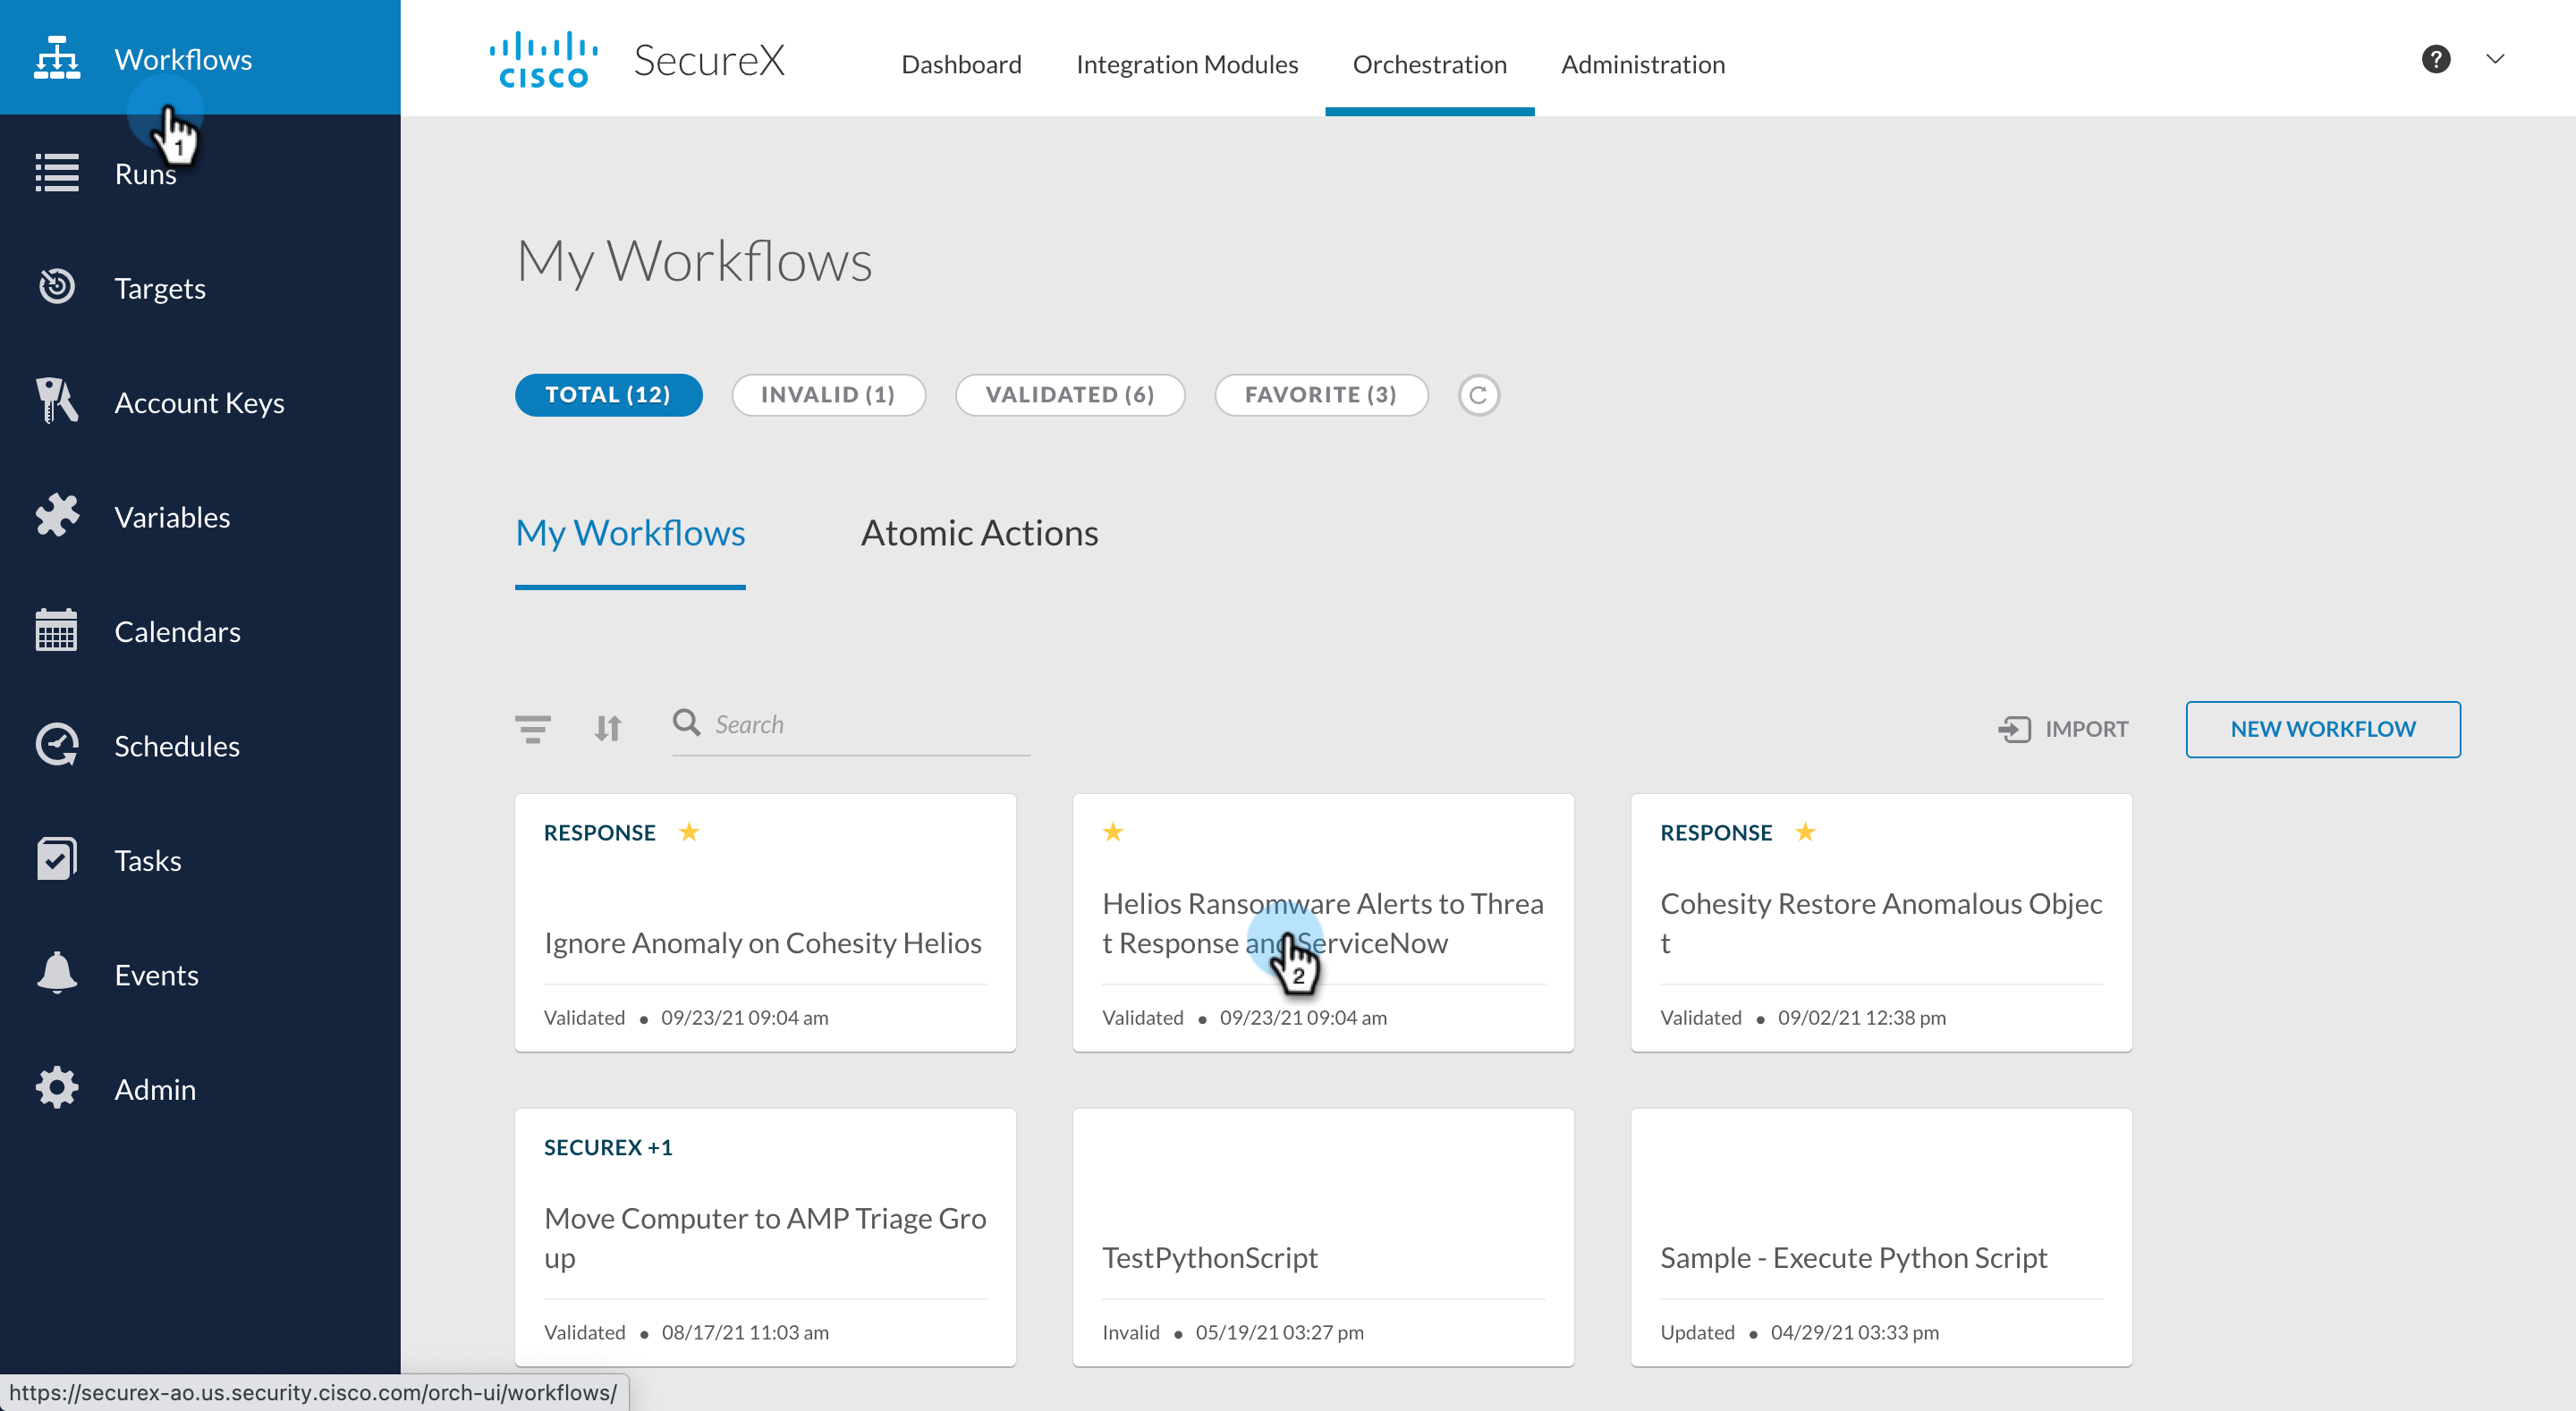 Workflows
Runs
Targets
Account Keys
Variables
Calendars
Schedules
Tasks
Events
Admin
CISCO SecureX
Dashboard Integration Modules Orchestration Administration
?
1
My Workflows
TOTAL (12) INVALID (1) VALIDATED (6) FAVORITE (3)
My Workflows Atomic Actions
Search
IMPORT NEW WORKFLOW
RESPONSE
Ignore Anomaly on Cohesity Helios
Validated • 09/23/21 09:04 am
Helios Ransomware Alerts to Threa
t Response and ServiceNow
2
Validated • 09/23/21 09:04 am
RESPONSE
Cohesity Restore Anomalous Objec
t
Validated • 09/02/21 12:38 pm
SECUREX +1
Move Computer to AMP Triage Gro
up
Validated • 08/17/21 11:03 am
TestPythonScript
Invalid • 05/19/21 03:27 pm
Sample - Execute Python Script
Updated • 04/29/21 03:33 pm
https://securex-ao.us.security.cisco.com/orch-ui/workflows/